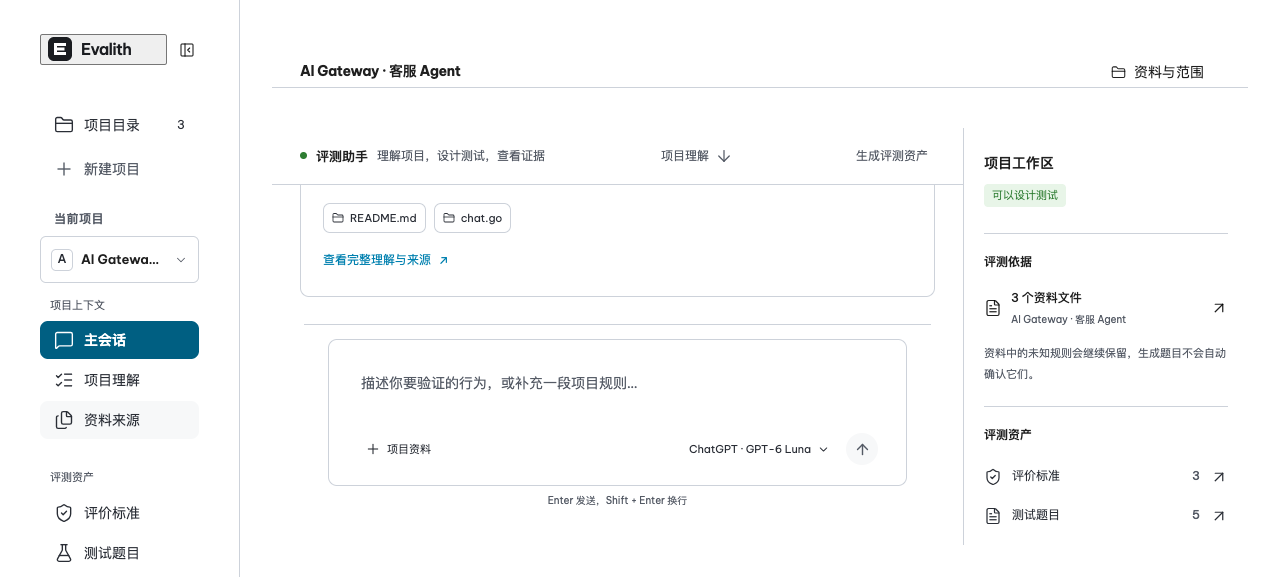 Evalith
项目目录 3
新建项目
当前项目
A AI Gatewa...
项目上下文
主会话
项目理解
资料来源
评测资产
评价标准
测试题目
AI Gateway · 客服 Agent
资料与范围
评测助手 理解项目，设计测试，查看证据
项目理解
生成评测资产
README.md
chat.go
查看完整理解与来源
描述你要验证的行为，或补充一段项目规则...
项目资料
ChatGPT · GPT-6 Luna
Enter 发送，Shift + Enter 换行
项目工作区
可以设计测试
评测依据
3 个资料文件
AI Gateway · 客服 Agent
资料中的未知规则会继续保留，生成题目不会自动
确认它们。
评测资产
评价标准 3
测试题目 5